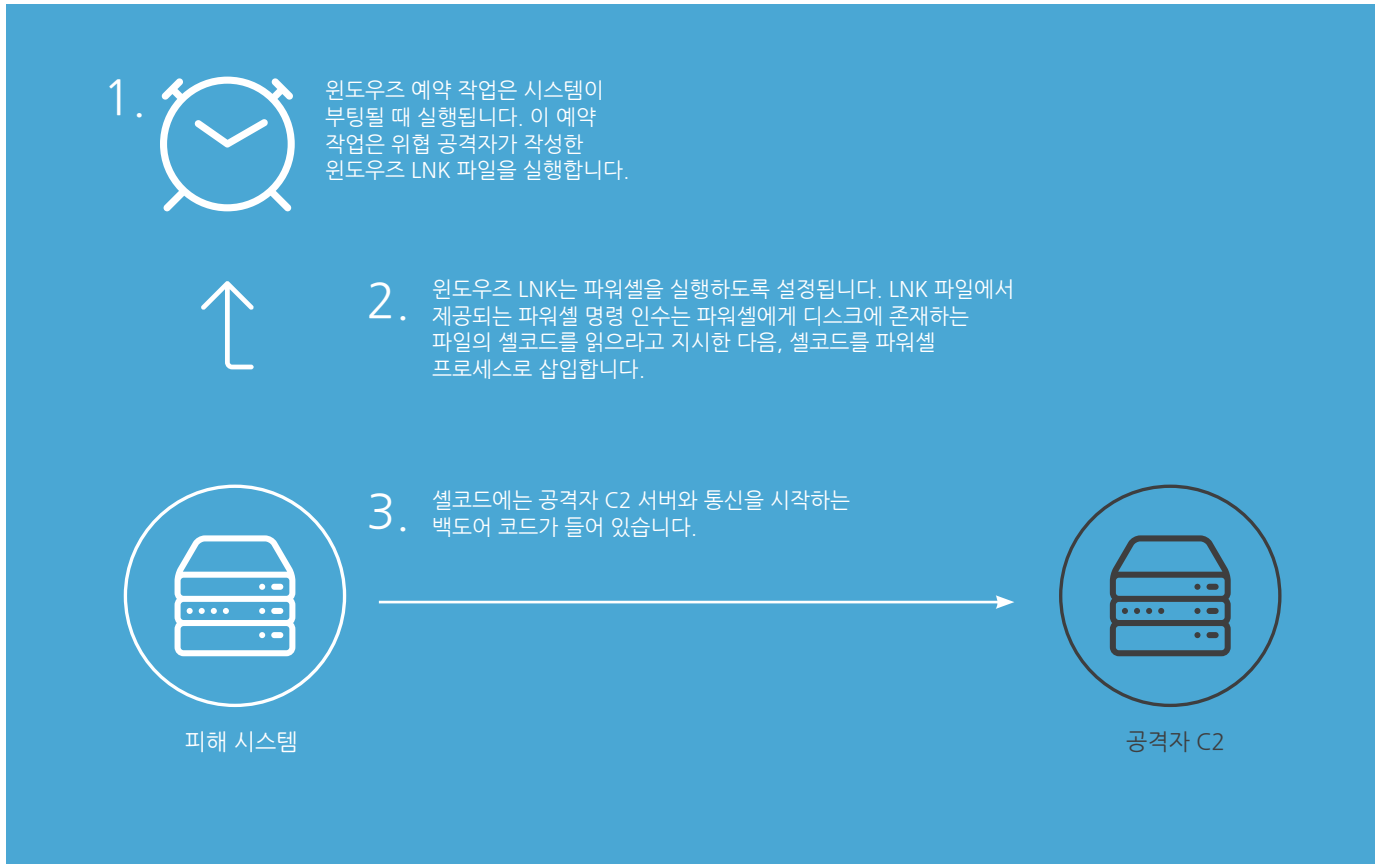 1.
윈도우즈 예약 작업은 시스템이
부팅될 때 실행됩니다. 이 예약
작업은 위협 공격자가 작성한
윈도우즈 LNK 파일을 실행합니다.
2.
윈도우즈 LNK는 파워셸을 실행하도록 설정됩니다. LNK 파일에서
제공되는 파워셸 명령 인수는 파워셸에게 디스크에 존재하는
파일의 셸코드를 읽으라고 지시한 다음, 셸코드를 파워셸
프로세스로 삽입합니다.
3.
셸코드에는 공격자 C2 서버와 통신을 시작하는
백도어 코드가 들어 있습니다.
피해 시스템
공격자 C2